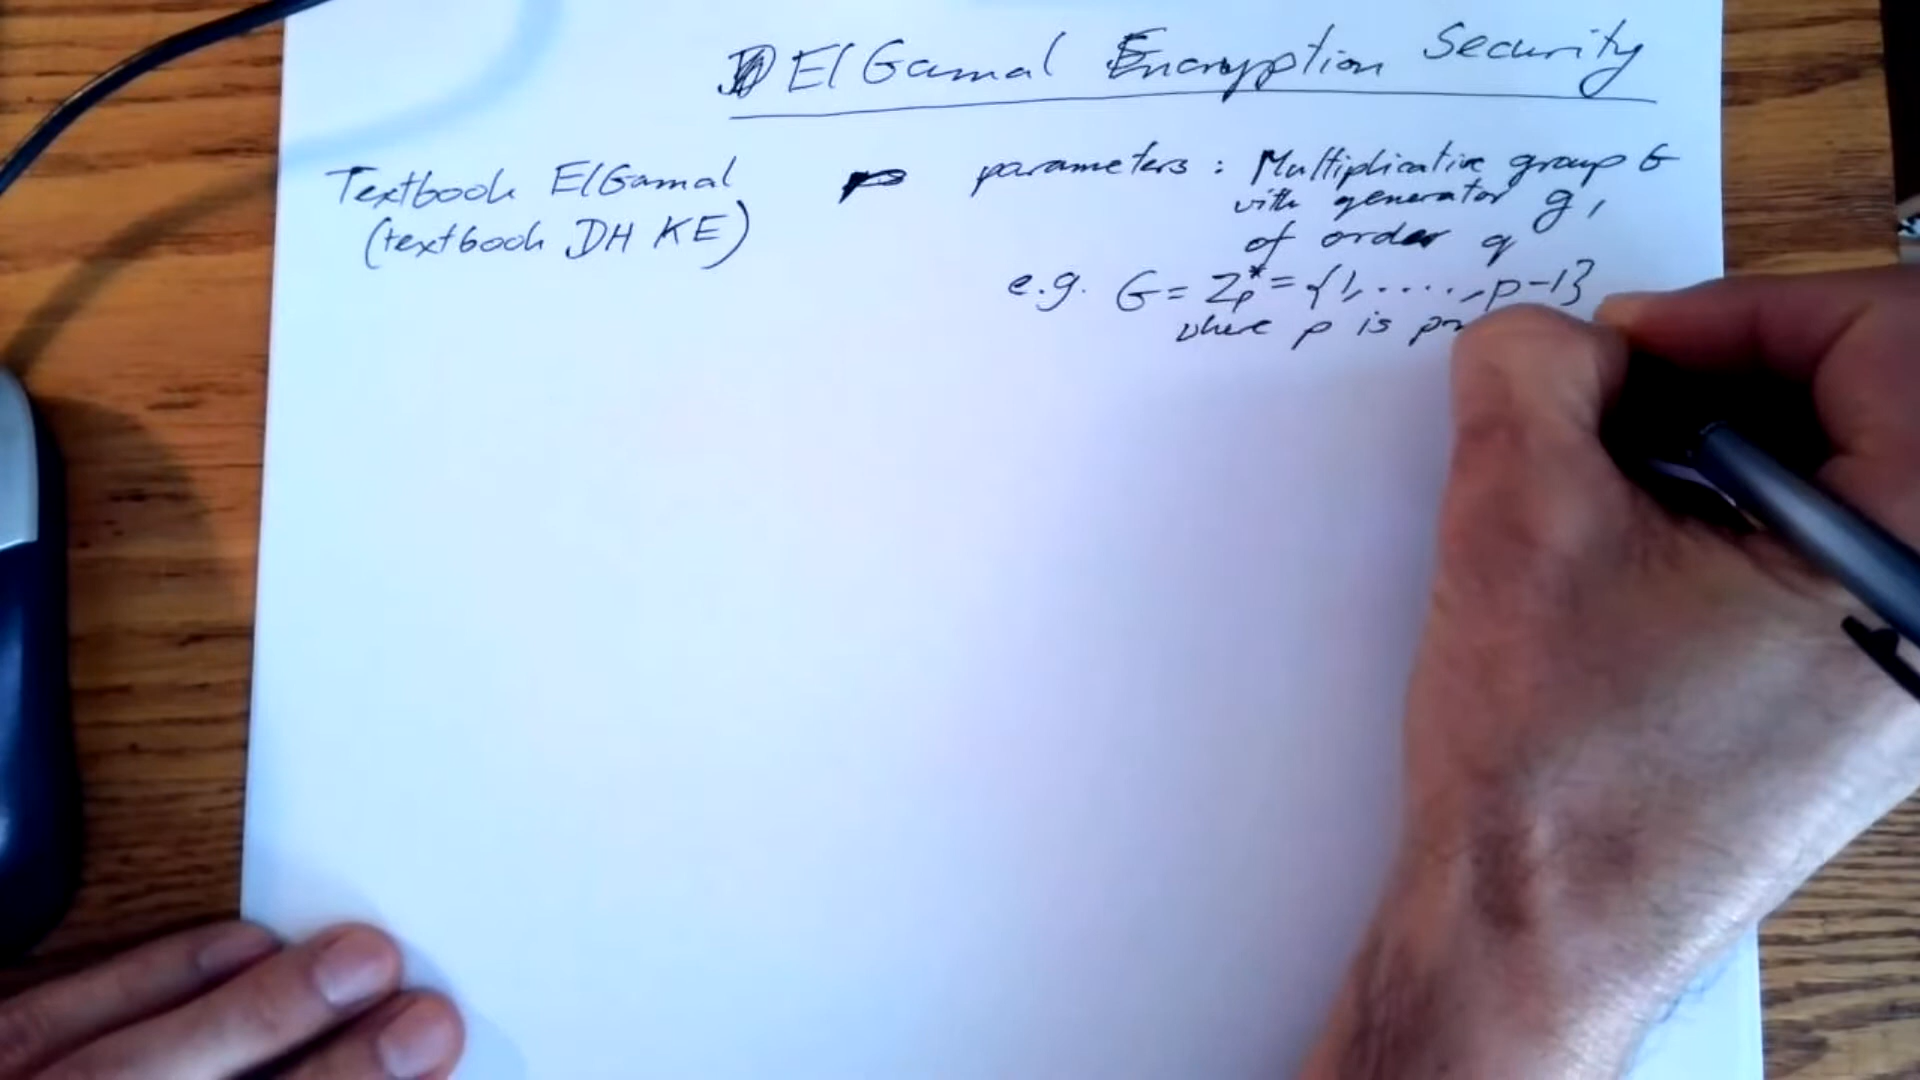 ElGamal Encryption Security
Textbook ElGamal
(textbook DH KE)
parameters: Multiplicative group G
with generator g,
of order q
e.g. G = Zp* = {1, ...., p-1}
where p is